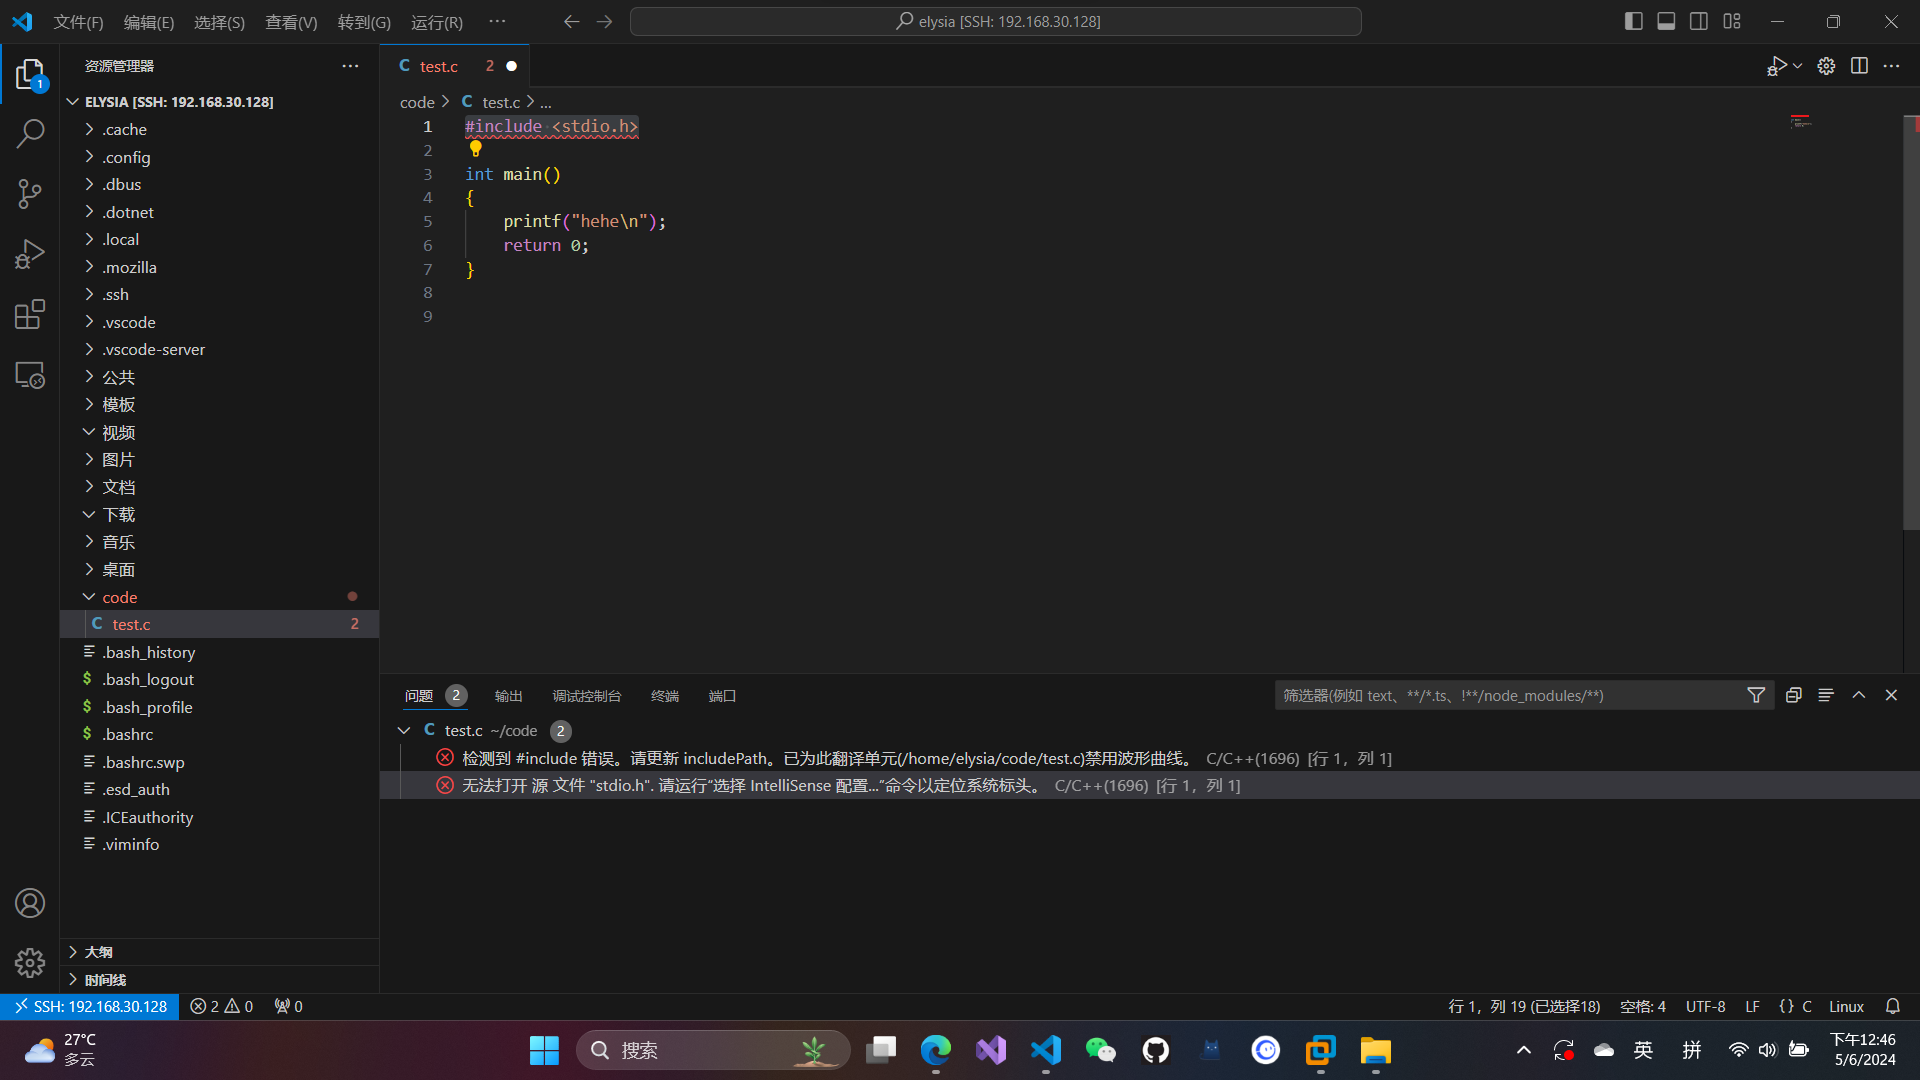 文件(F) 编辑(E) 选择(S) 查看(V) 转到(G) 运行(R) ···
elysia [SSH: 192.168.30.128]
资源管理器
ELYSIA [SSH: 192.168.30.128]
.cache
.config
.dbus
.dotnet
.local
.mozilla
.ssh
.vscode
.vscode-server
公共
模板
视频
图片
文档
下载
音乐
桌面
code
C test.c 2
.bash_history
$ .bash_logout
$ .bash_profile
$ .bashrc
.bashrc.swp
.esd_auth
.ICEauthority
.viminfo
大纲
时间线
1
C test.c 2
code > C test.c > ...
1 #include <stdio.h>
2
3 int main()
4 {
5 printf("hehe\n");
6 return 0;
7 }
8
9
问题 2 输出 调试控制台 终端 端口
筛选器(例如 text、**/*.ts、!**/node_modules/**)
C test.c ~/code 2
检测到 #include 错误。请更新 includePath。已为此翻译单元(/home/elysia/code/test.c)禁用波形曲线。 C/C++(1696) [行 1，列 1]
无法打开 源 文件 "stdio.h". 请运行“选择 IntelliSense 配置...”命令以定位系统标头。 C/C++(1696) [行 1，列 1]
SSH: 192.168.30.128 2 0 0
行 1，列 19 (已选择18) 空格: 4 UTF-8 LF {} C Linux
27°C
多云
搜索
英 拼
下午12:46
5/6/2024